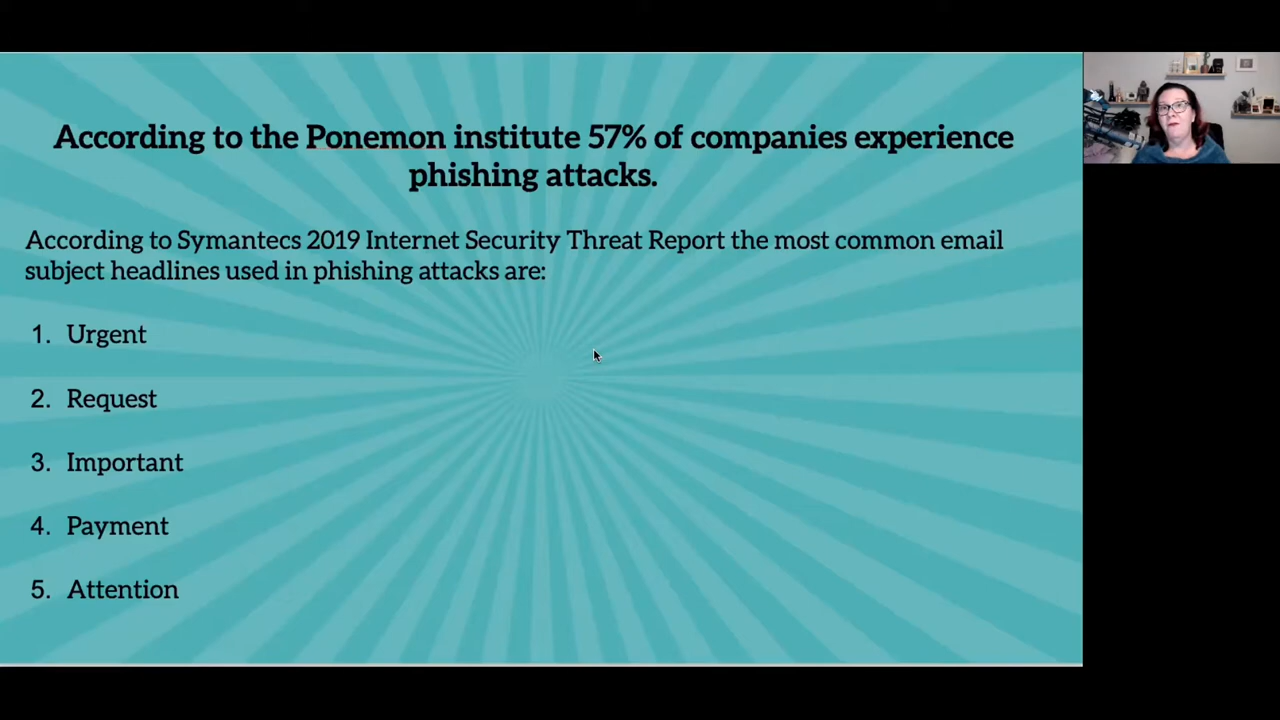 According to the Ponemon institute 57% of companies experience
phishing attacks.
According to Symantecs 2019 Internet Security Threat Report the most common email
subject headlines used in phishing attacks are:
1. Urgent
2. Request
3. Important
4. Payment
5. Attention